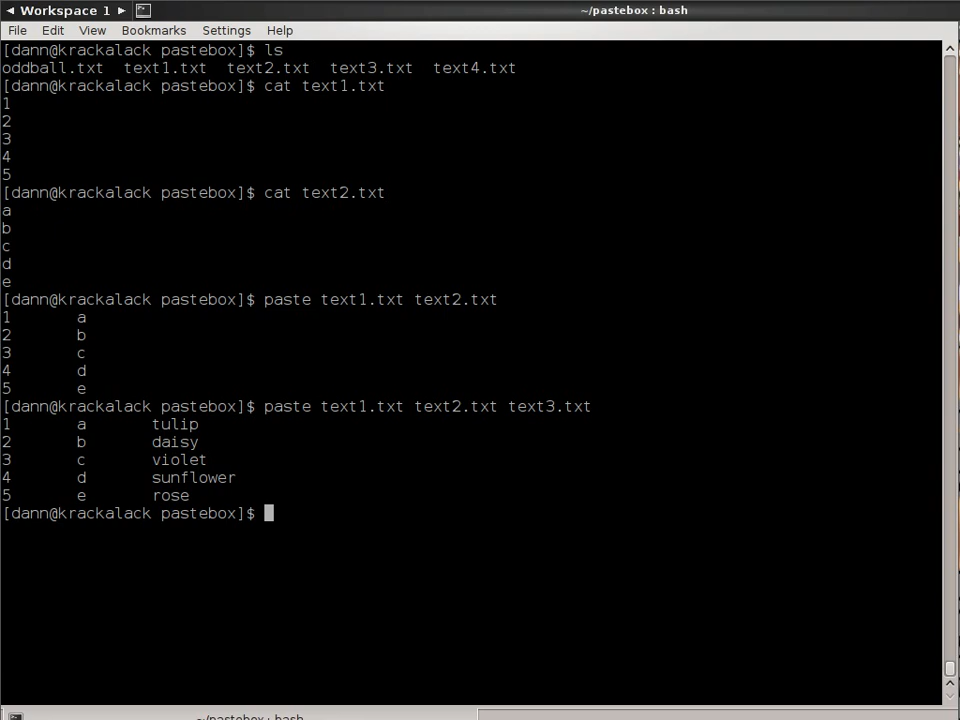 ◄ Workspace 1 ► ~/pastebox : bash
File Edit View Bookmarks Settings Help
[dann@krackalack pastebox]$ ls
oddball.txt  text1.txt  text2.txt  text3.txt  text4.txt
[dann@krackalack pastebox]$ cat text1.txt
1
2
3
4
5
[dann@krackalack pastebox]$ cat text2.txt
a
b
c
d
e
[dann@krackalack pastebox]$ paste text1.txt text2.txt
1       a
2       b
3       c
4       d
5       e
[dann@krackalack pastebox]$ paste text1.txt text2.txt text3.txt
1       a       tulip
2       b       daisy
3       c       violet
4       d       sunflower
5       e       rose
[dann@krackalack pastebox]$
~/pastebox : bash